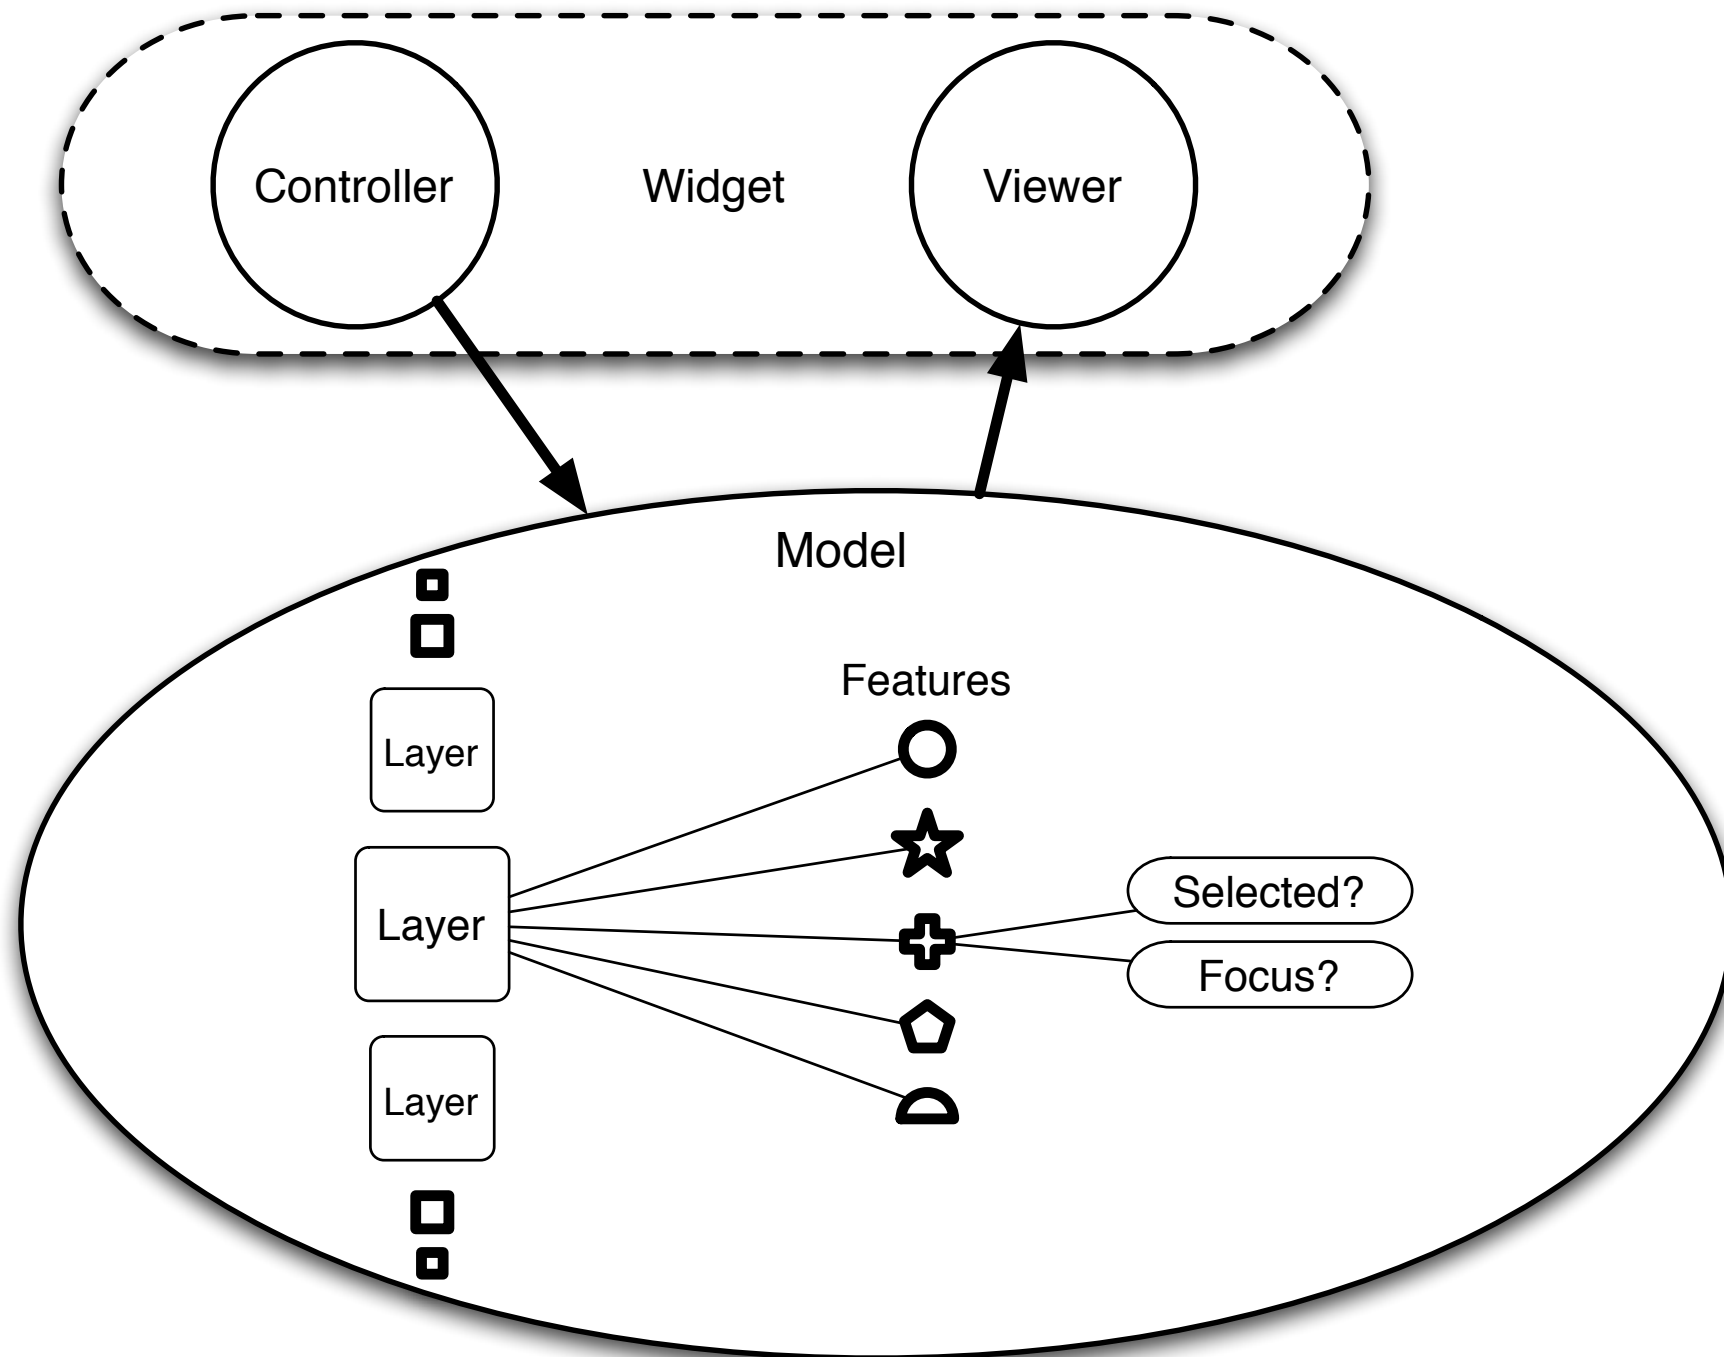 Controller
Widget
Viewer
Model
Features
Layer
Layer
Selected?
Focus?
Layer